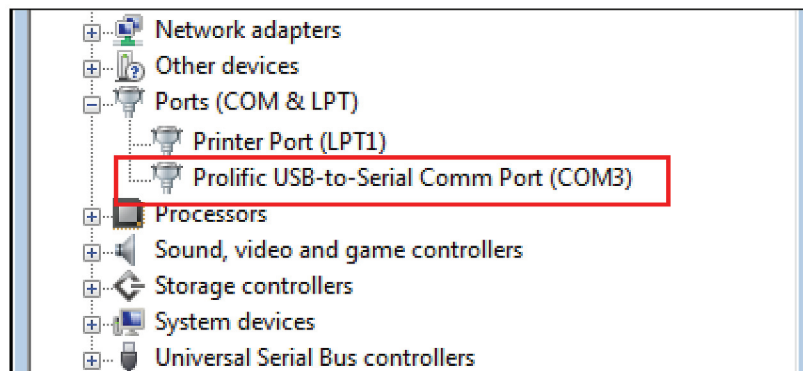 Network adapters
Other devices
Ports (COM & LPT)
Printer Port (LPT1)
Prolific USB-to-Serial Comm Port (COM3)
Processors
Sound, video and game controllers
Storage controllers
System devices
Universal Serial Bus controllers